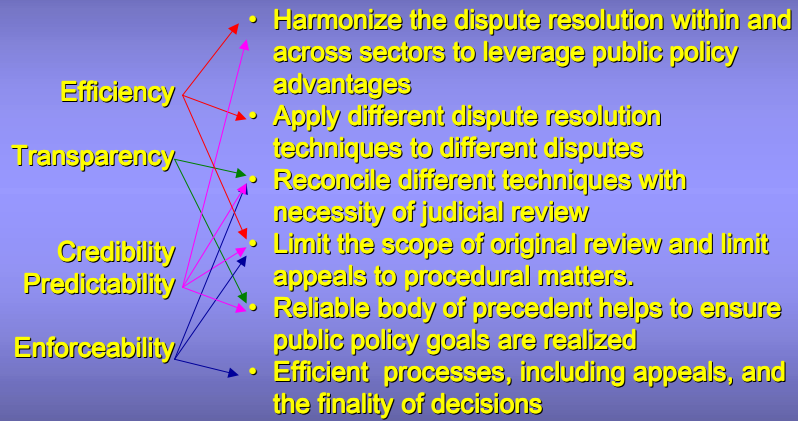 Efficiency
Transparency
Credibility
Predictability
Enforceability
• Harmonize the dispute resolution within and
across sectors to leverage public policy
advantages
• Apply different dispute resolution
techniques to different disputes
• Reconcile different techniques with
necessity of judicial review
• Limit the scope of original review and limit
appeals to procedural matters.
• Reliable body of precedent helps to ensure
public policy goals are realized
• Efficient  processes, including appeals, and
the finality of decisions